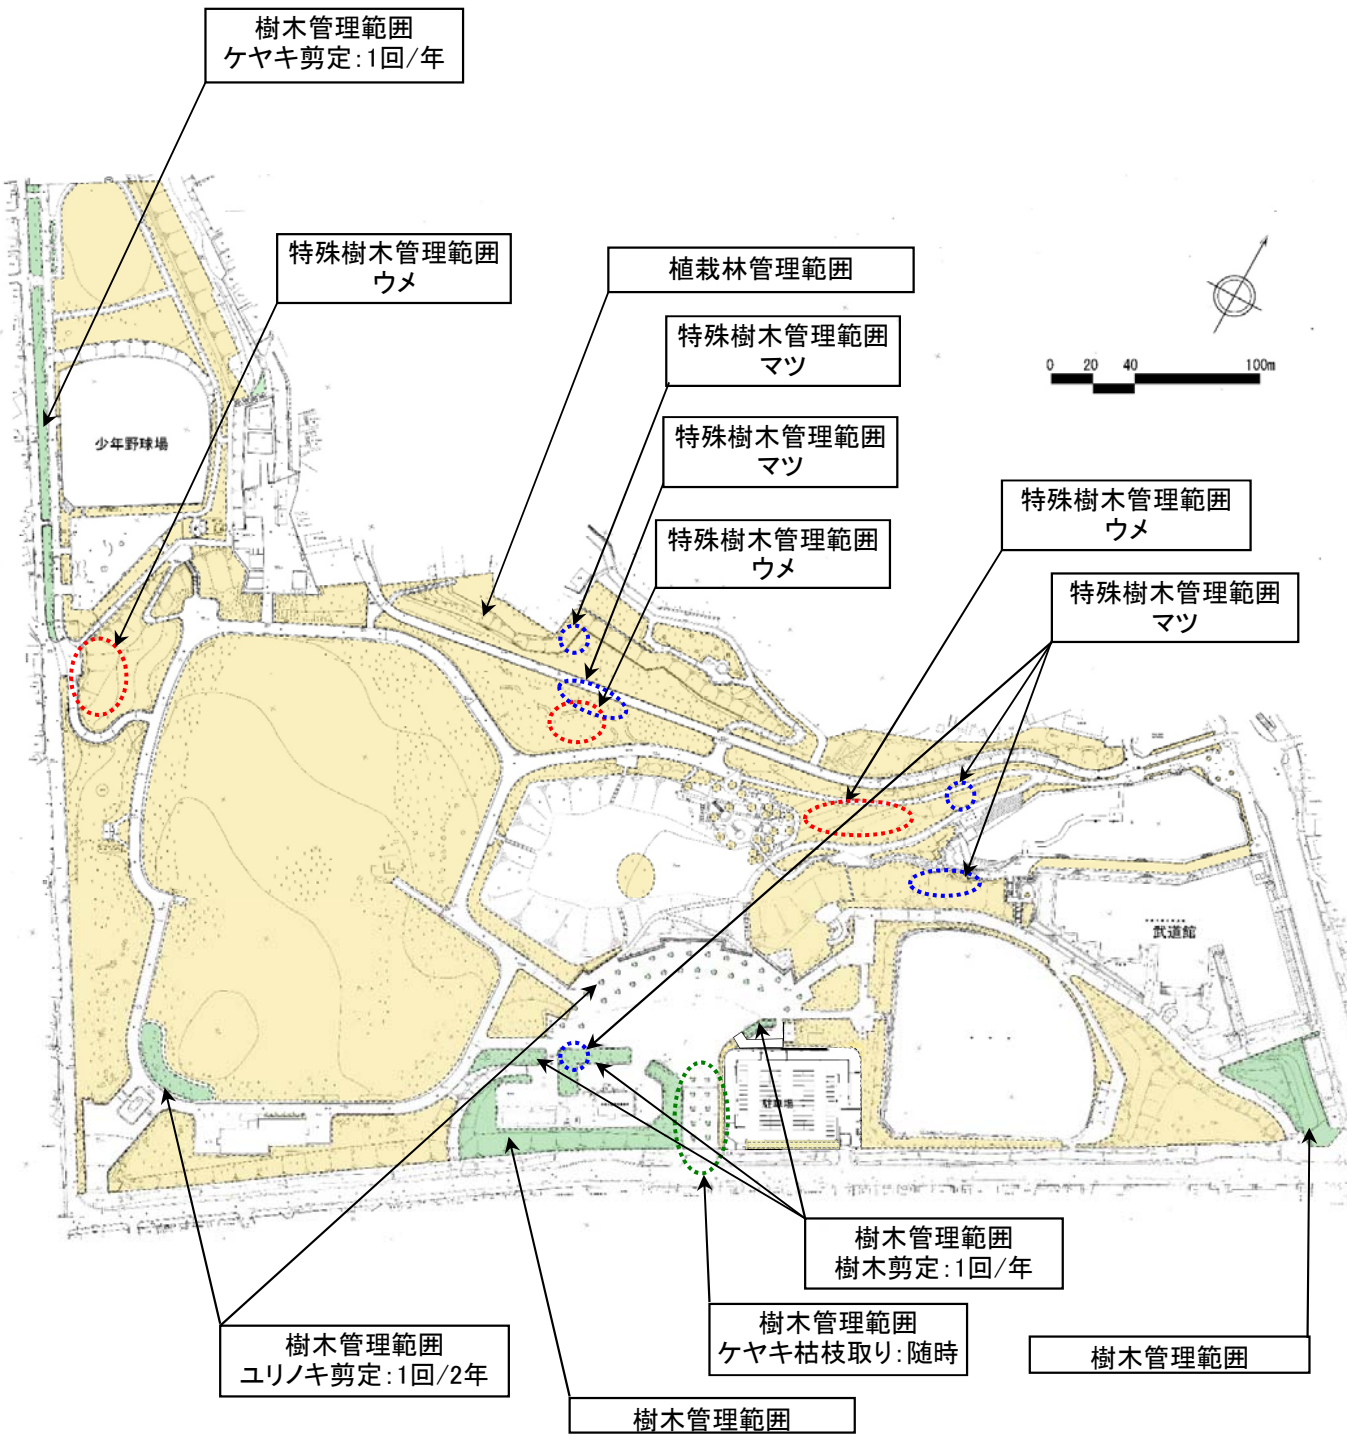 樹木管理範囲
ケヤキ剪定:1回/年
特殊樹木管理範囲
ウメ
植栽林管理範囲
特殊樹木管理範囲
マツ
0 20 40 100m
特殊樹木管理範囲
マツ
少年野球場
特殊樹木管理範囲
ウメ
特殊樹木管理範囲
ウメ
特殊樹木管理範囲
マツ
武道館
駐車場
樹木管理範囲
樹木剪定:1回/年
樹木管理範囲
ケヤキ枯枝取り:随時
樹木管理範囲
ユリノキ剪定:1回/2年
樹木管理範囲
樹木管理範囲